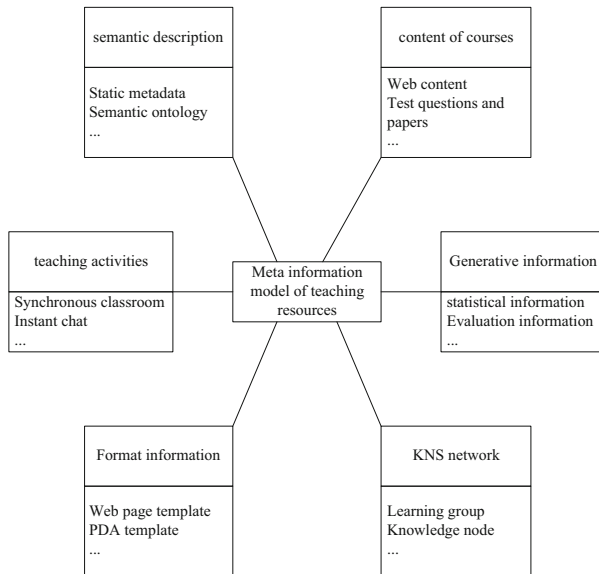 semantic description
Static metadata
Semantic ontology
...
content of courses
Web content
Test questions and
papers
...
teaching activities
Synchronous classroom
Instant chat
...
Meta information
model of teaching
resources
Generative information
statistical information
Evaluation information
...
Format information
Web page template
PDA template
...
KNS network
Learning group
Knowledge node
...